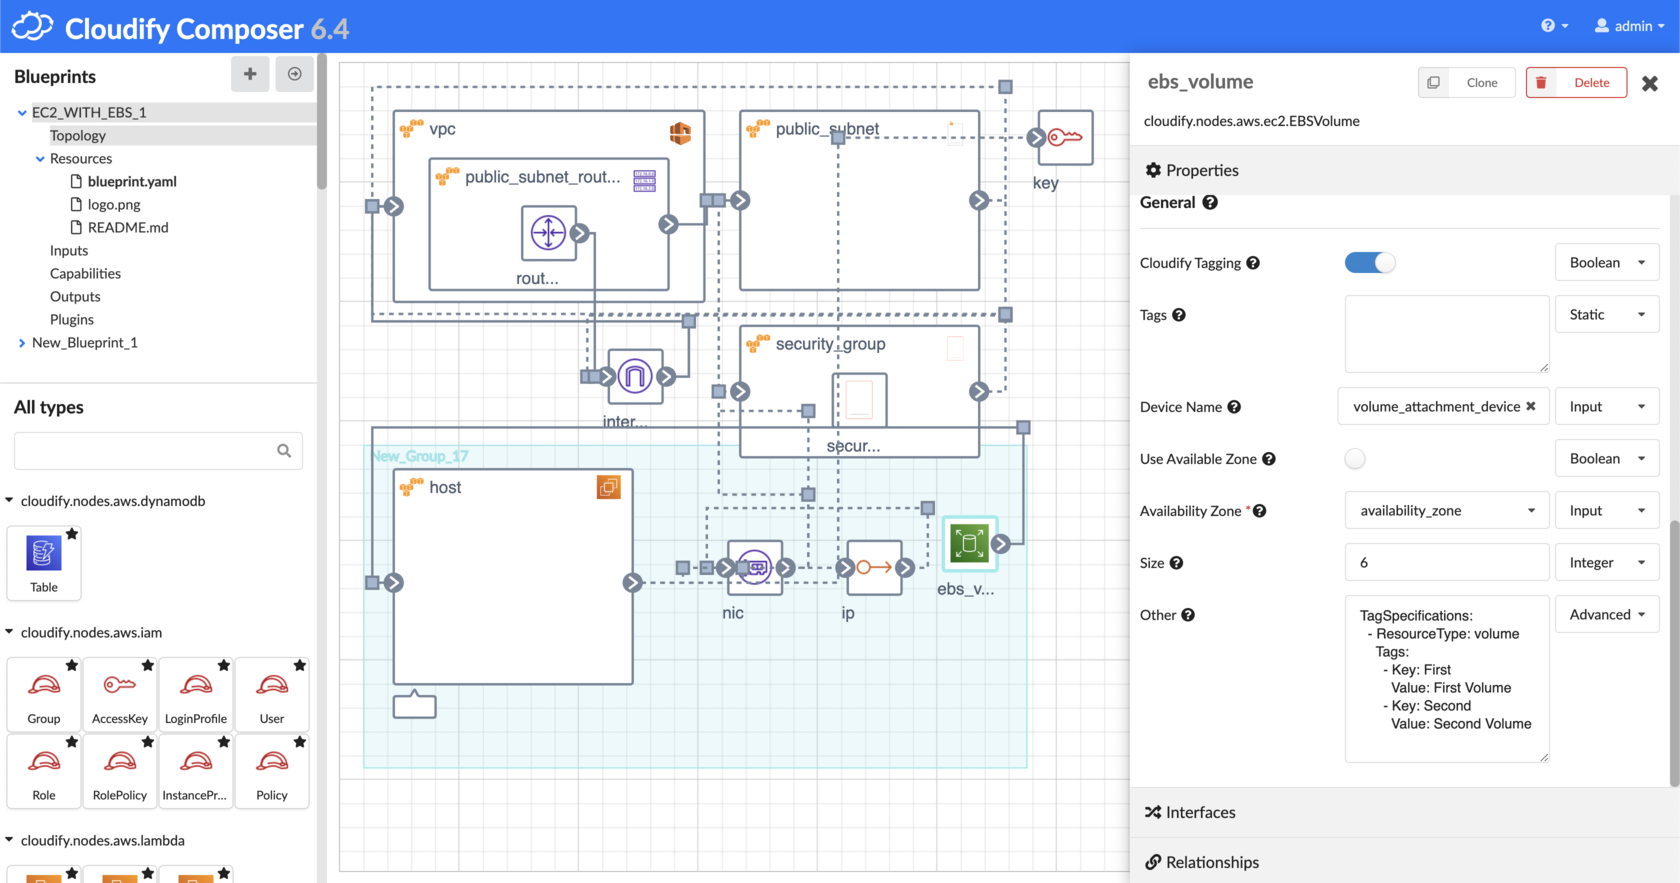 Cloudify Composer 6.4
admin
Blueprints
EC2_WITH_EBS_1
Topology
Resources
blueprint.yaml
logo.png
README.md
Inputs
Capabilities
Outputs
Plugins
New_Blueprint_1
All types
cloudify.nodes.aws.dynamodb
Table
cloudify.nodes.aws.iam
Group
AccessKey
LoginProfile
User
Role
RolePolicy
InstancePr...
Policy
cloudify.nodes.aws.lambda
vpc
public_subnet_rout...
rout...
public_subnet
key
security_group
secur...
inter...
New_Group_17
host
nic
ip
ebs_v...
ebs_volume
Clone
Delete
cloudify.nodes.aws.ec2.EBSVolume
Properties
General
Cloudify Tagging
Boolean
Tags
Static
Device Name
volume_attachment_device
Input
Use Available Zone
Boolean
Availability Zone *
availability_zone
Input
Size
6
Integer
Other
TagSpecifications:
- ResourceType: volume
Tags:
- Key: First
Value: First Volume
- Key: Second
Value: Second Volume
Advanced
Interfaces
Relationships